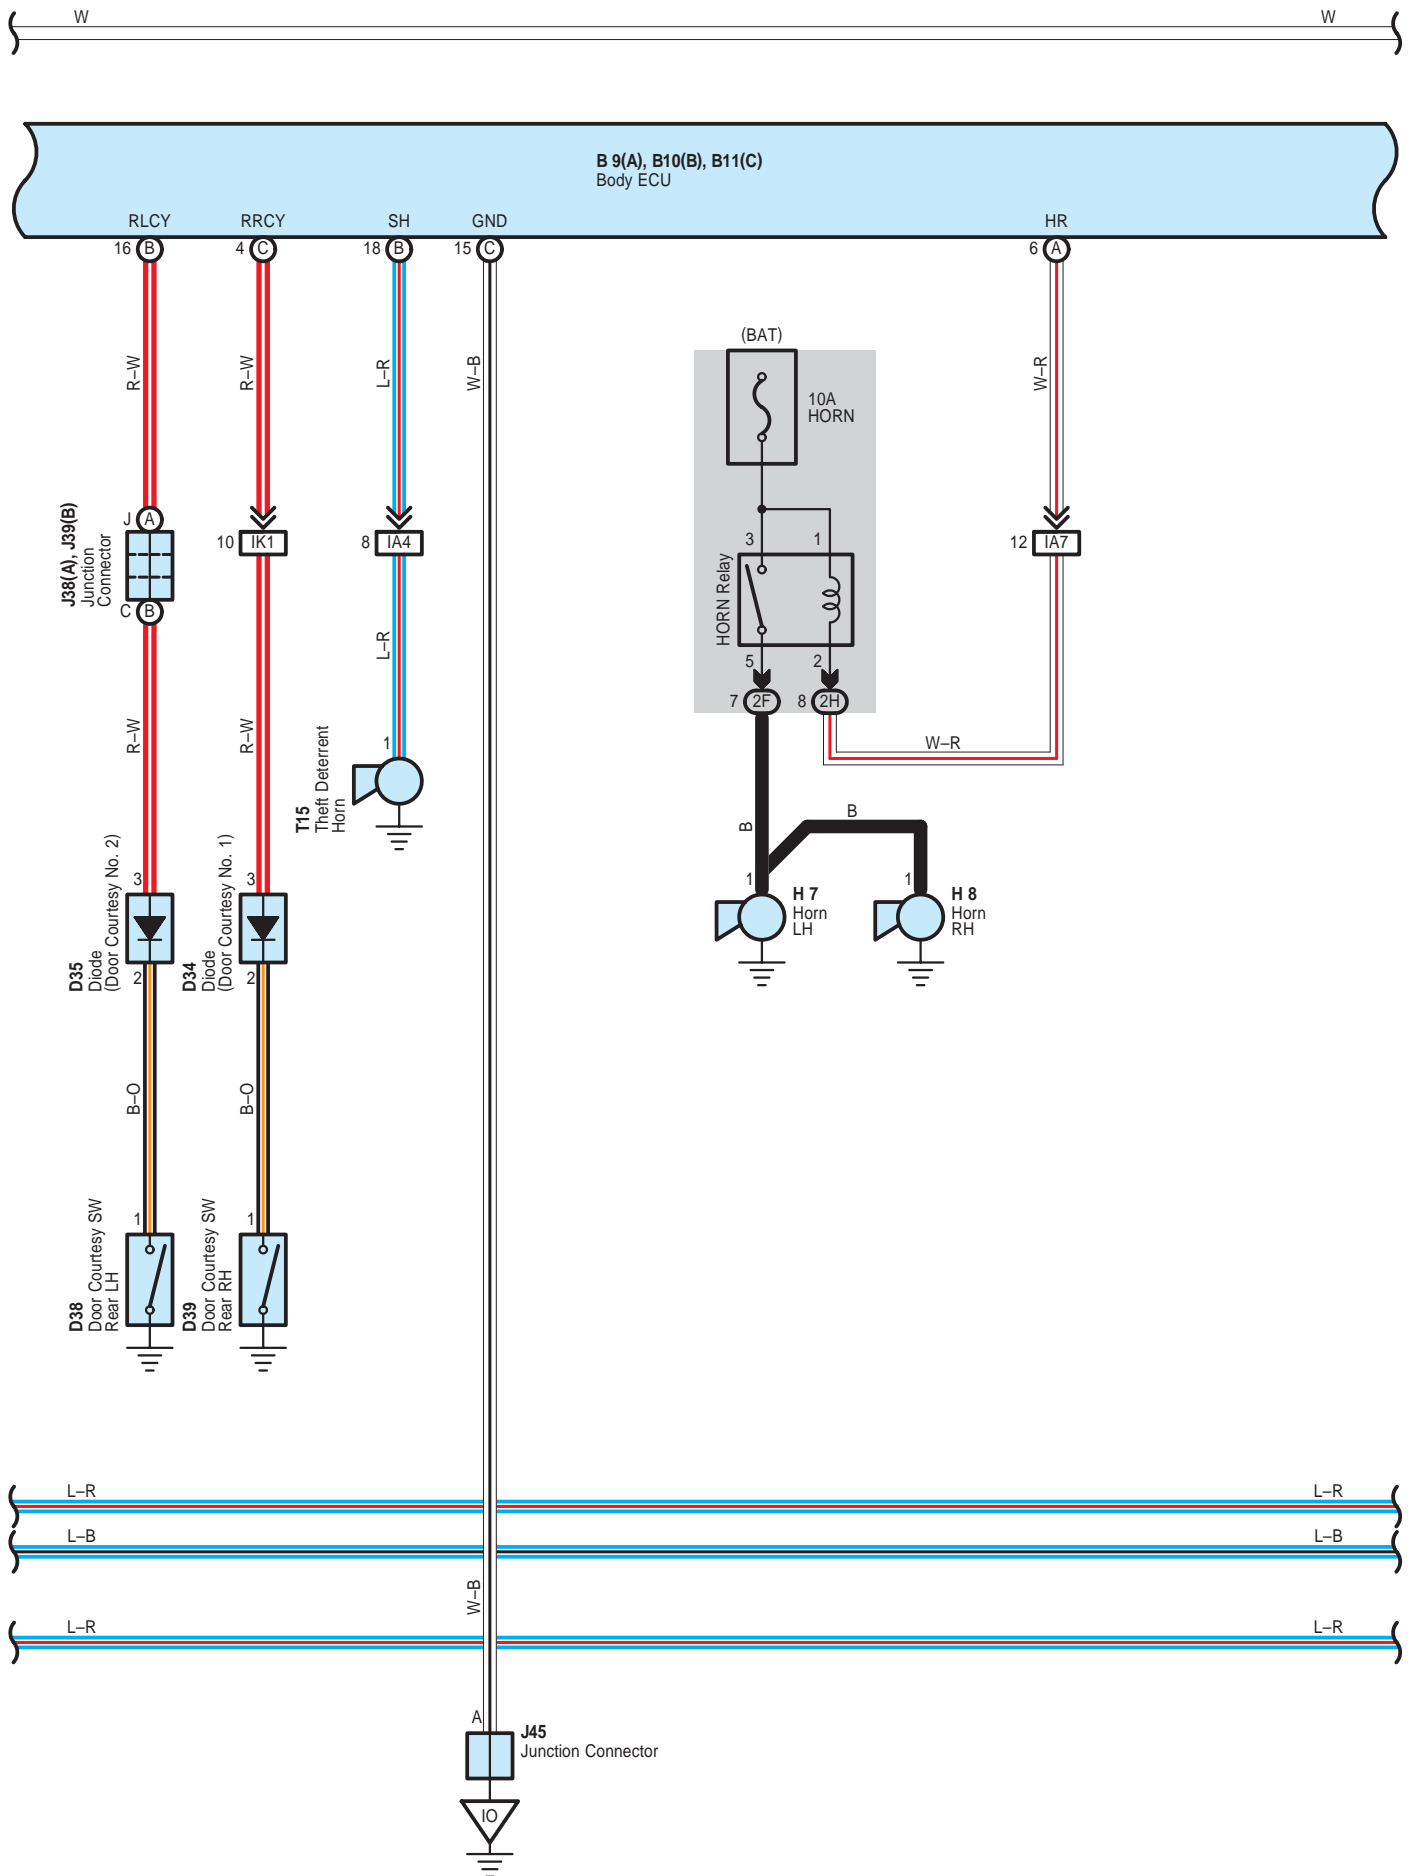 W W
B 9(A), B10(B), B11(C)
Body ECU
RLCY RRCY SH GND HR
16 B 4 C 18 B 15 C 6 A
(BAT)
10A
HORN
R–W R–W L–R W–B W–R
J A
J38(A), J39(B)
Junction
Connector
C B
10 IK1
8 IA4
12 IA7
3 1
HORN Relay
5 2
7 2F 8 2H
L–R
R–W R–W
W–R
1
T15
Theft Deterrent
Horn
B B
1
H 7
Horn
LH
1
H 8
Horn
RH
3
D35
Diode
(Door Courtesy No. 2)
2
3
D34
Diode
(Door Courtesy No. 1)
2
B–O B–O
1
D38
Door Courtesy SW
Rear LH
1
D39
Door Courtesy SW
Rear RH
L–R L–R
L–B L–B
W–B
L–R L–R
A
J45
Junction Connector
IO